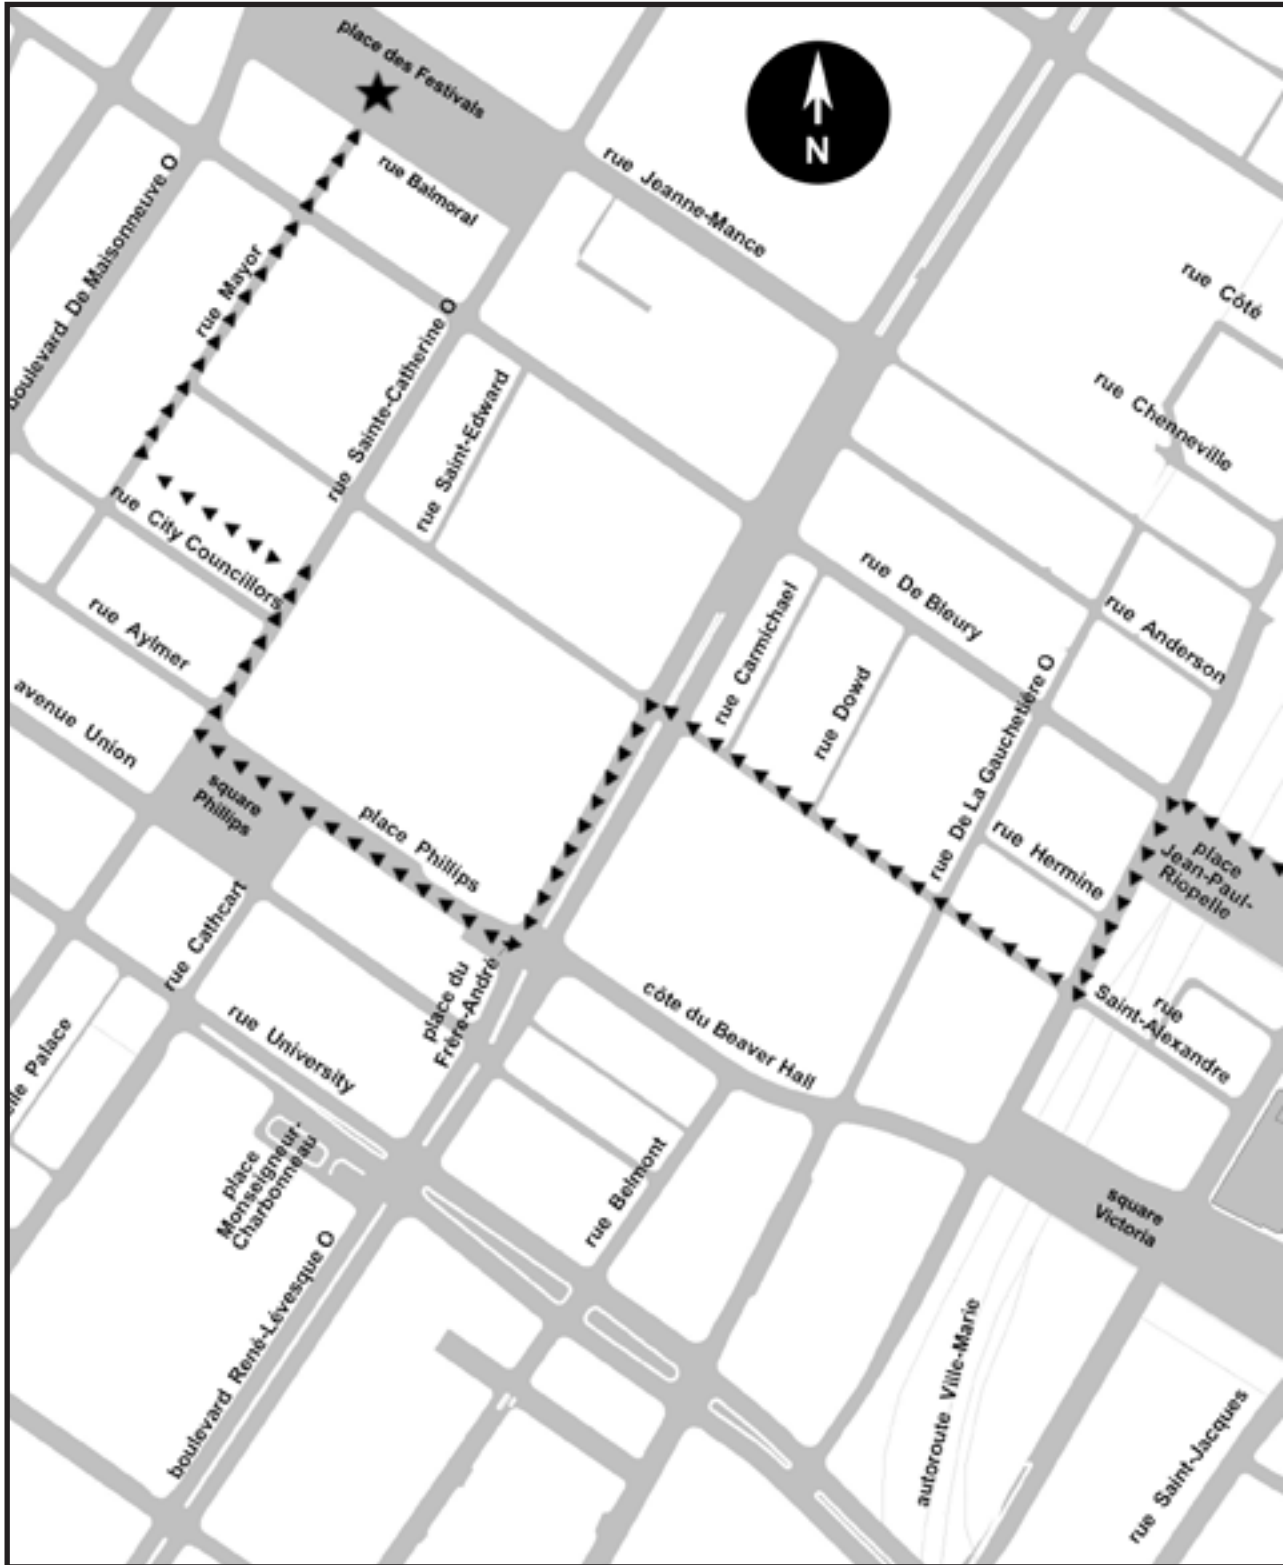 place des Festivals
N
rue Balmoral
rue Jeanne-Mance
boulevard De Maisonneuve O
rue Mayor
rue Côté
rue Sainte-Catherine O
rue Saint-Edward
rue Chenneville
rue City Councillors
rue Aylmer
rue De Bleury
rue Carmichael
rue Anderson
avenue Union
rue Dowd
rue De La Gauchetière O
square
Phillips
place Phillips
rue Hermine
place
Jean-Paul-
Riopelle
rue Cathcart
place du
Frère-André
côte du Beaver Hall
rue
Saint-Alexandre
rue University
elle Palace
place
Monseigneur-
Charbonneau
rue Belmont
square
Victoria
boulevard René-Lévesque O
autoroute Ville-Marie
rue Saint-Jacques